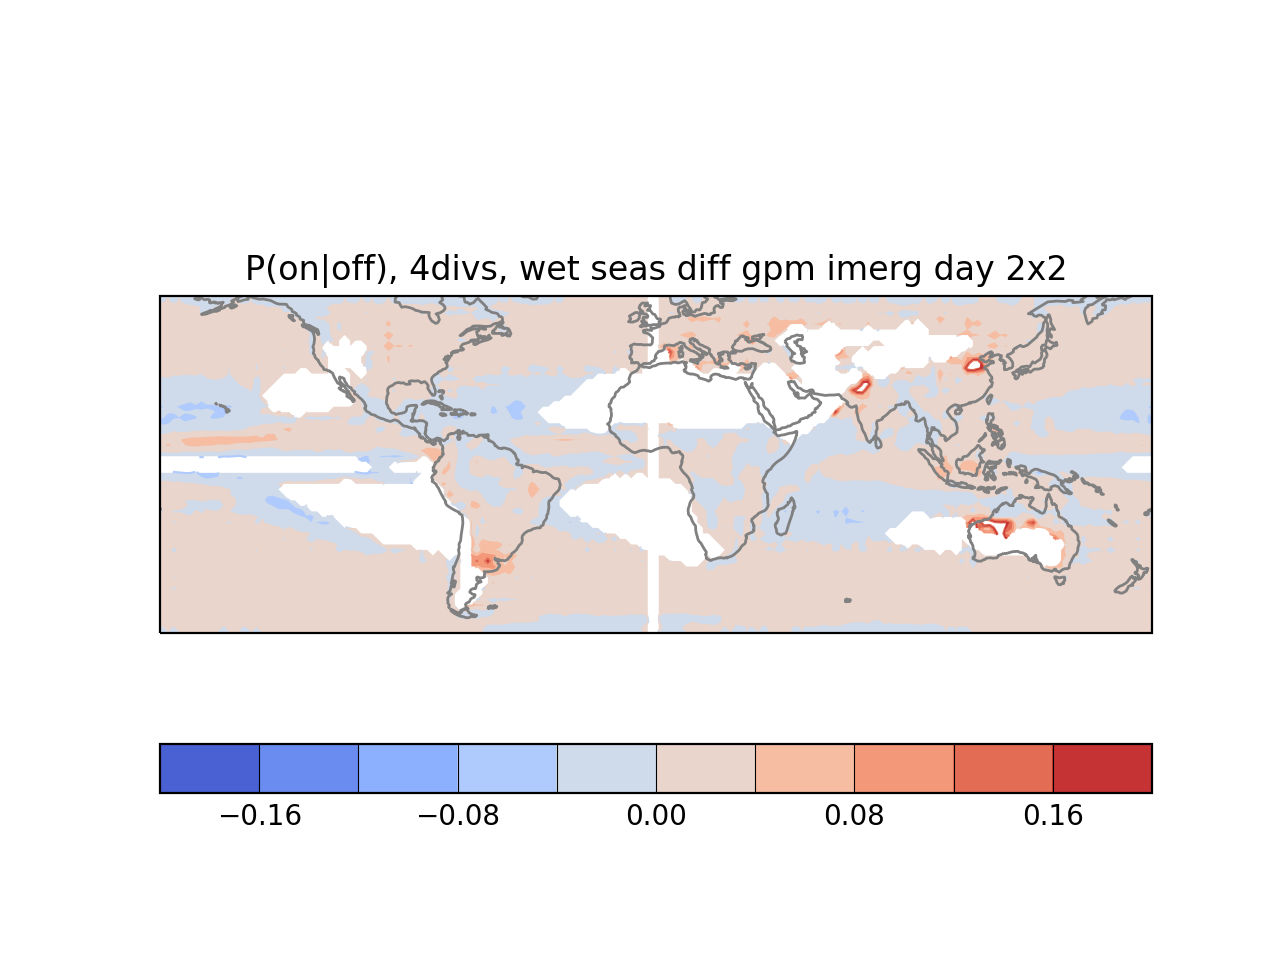 P(on|off), 4divs, wet seas diff gpm imerg day 2x2
−0.16 −0.08 0.00 0.08 0.16